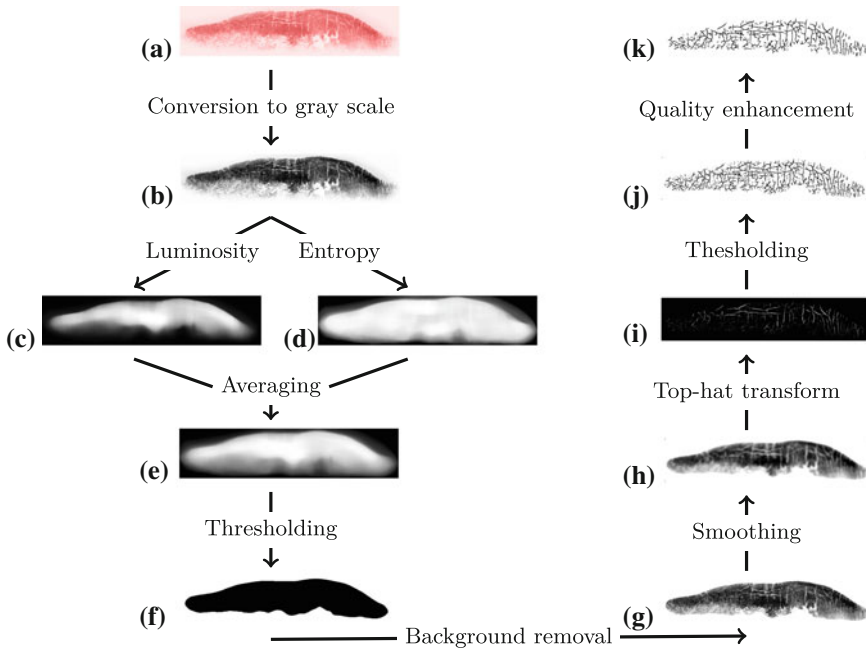 (a)
Conversion to gray scale
(b)
Luminosity Entropy
(c)
(d)
Averaging
(e)
Thresholding
(f)
Background removal
(g)
Smoothing
(h)
Top-hat transform
(i)
Thesholding
(j)
Quality enhancement
(k)